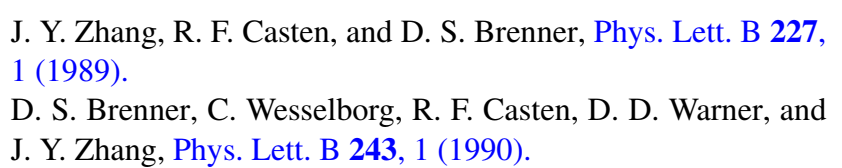 J. Y. Zhang, R. F. Casten, and D. S. Brenner, Phys. Lett. B 227,
1 (1989).
D. S. Brenner, C. Wesselborg, R. F. Casten, D. D. Warner, and
J. Y. Zhang, Phys. Lett. B 243, 1 (1990).